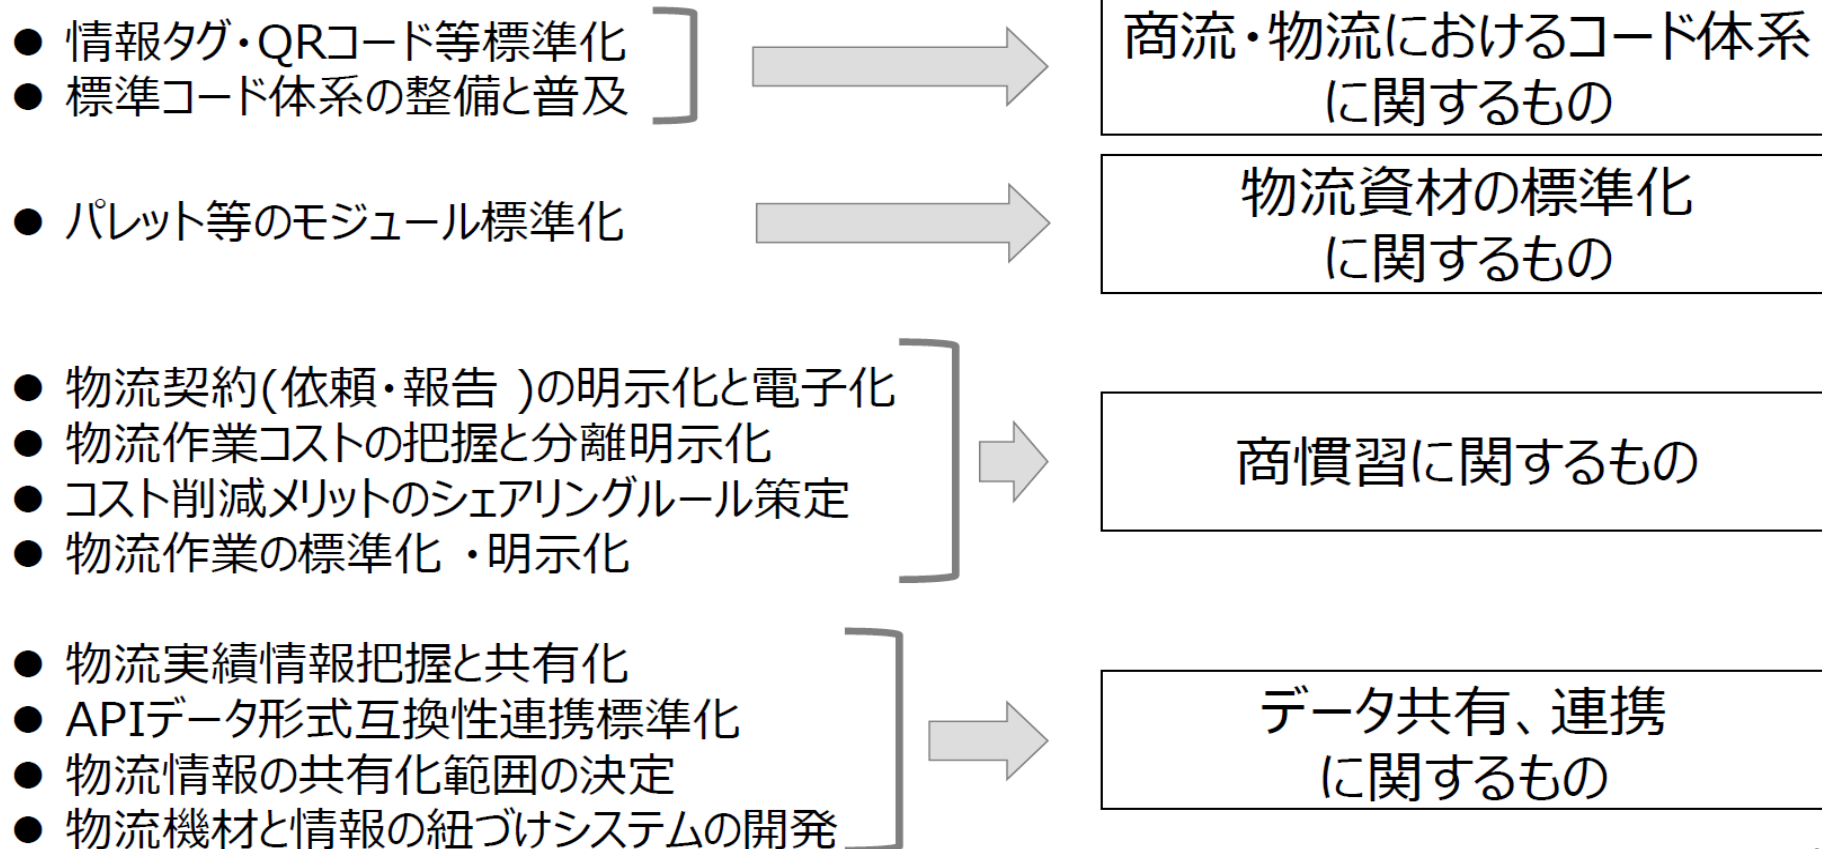 ● 情報タグ・QRコード等標準化
● 標準コード体系の整備と普及
商流・物流におけるコード体系
に関するもの
● パレット等のモジュール標準化
物流資材の標準化
に関するもの
● 物流契約(依頼・報告 )の明示化と電子化
● 物流作業コストの把握と分離明示化
● コスト削減メリットのシェアリングルール策定
● 物流作業の標準化 ・明示化
商慣習に関するもの
● 物流実績情報把握と共有化
● APIデータ形式互換性連携標準化
● 物流情報の共有化範囲の決定
● 物流機材と情報の紐づけシステムの開発
データ共有、連携
に関するもの